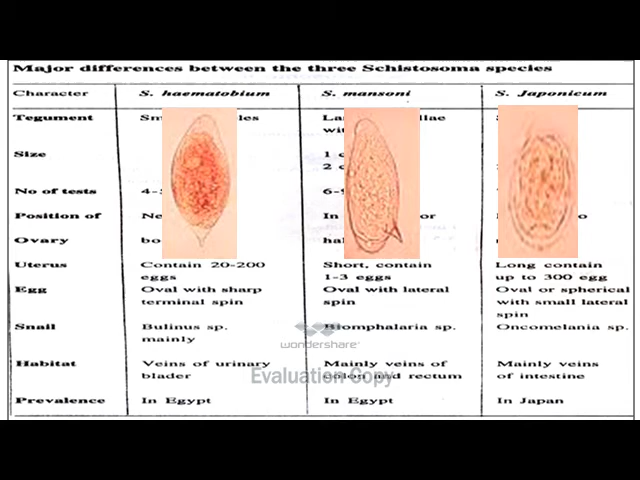 Major differences between the three Schistosoma species
Character S. haematobium S. mansoni S. Japonicum
Tegument
Size
No of tests
Position of
Ovary
Uterus Contain 20-200 eggs Short, contain 1-3 eggs Long contain up to 300 egg
Egg Oval with sharp terminal spin Oval with lateral spin Oval or spherical with small lateral spin
Snail Bulinus sp. mainly Biomphalaria sp. Oncomelania sp.
wondershare
Habitat Veins of urinary blader Mainly veins of colon and rectum Mainly veins of intestine
Evaluation Copy
Prevalence In Egypt In Egypt In Japan